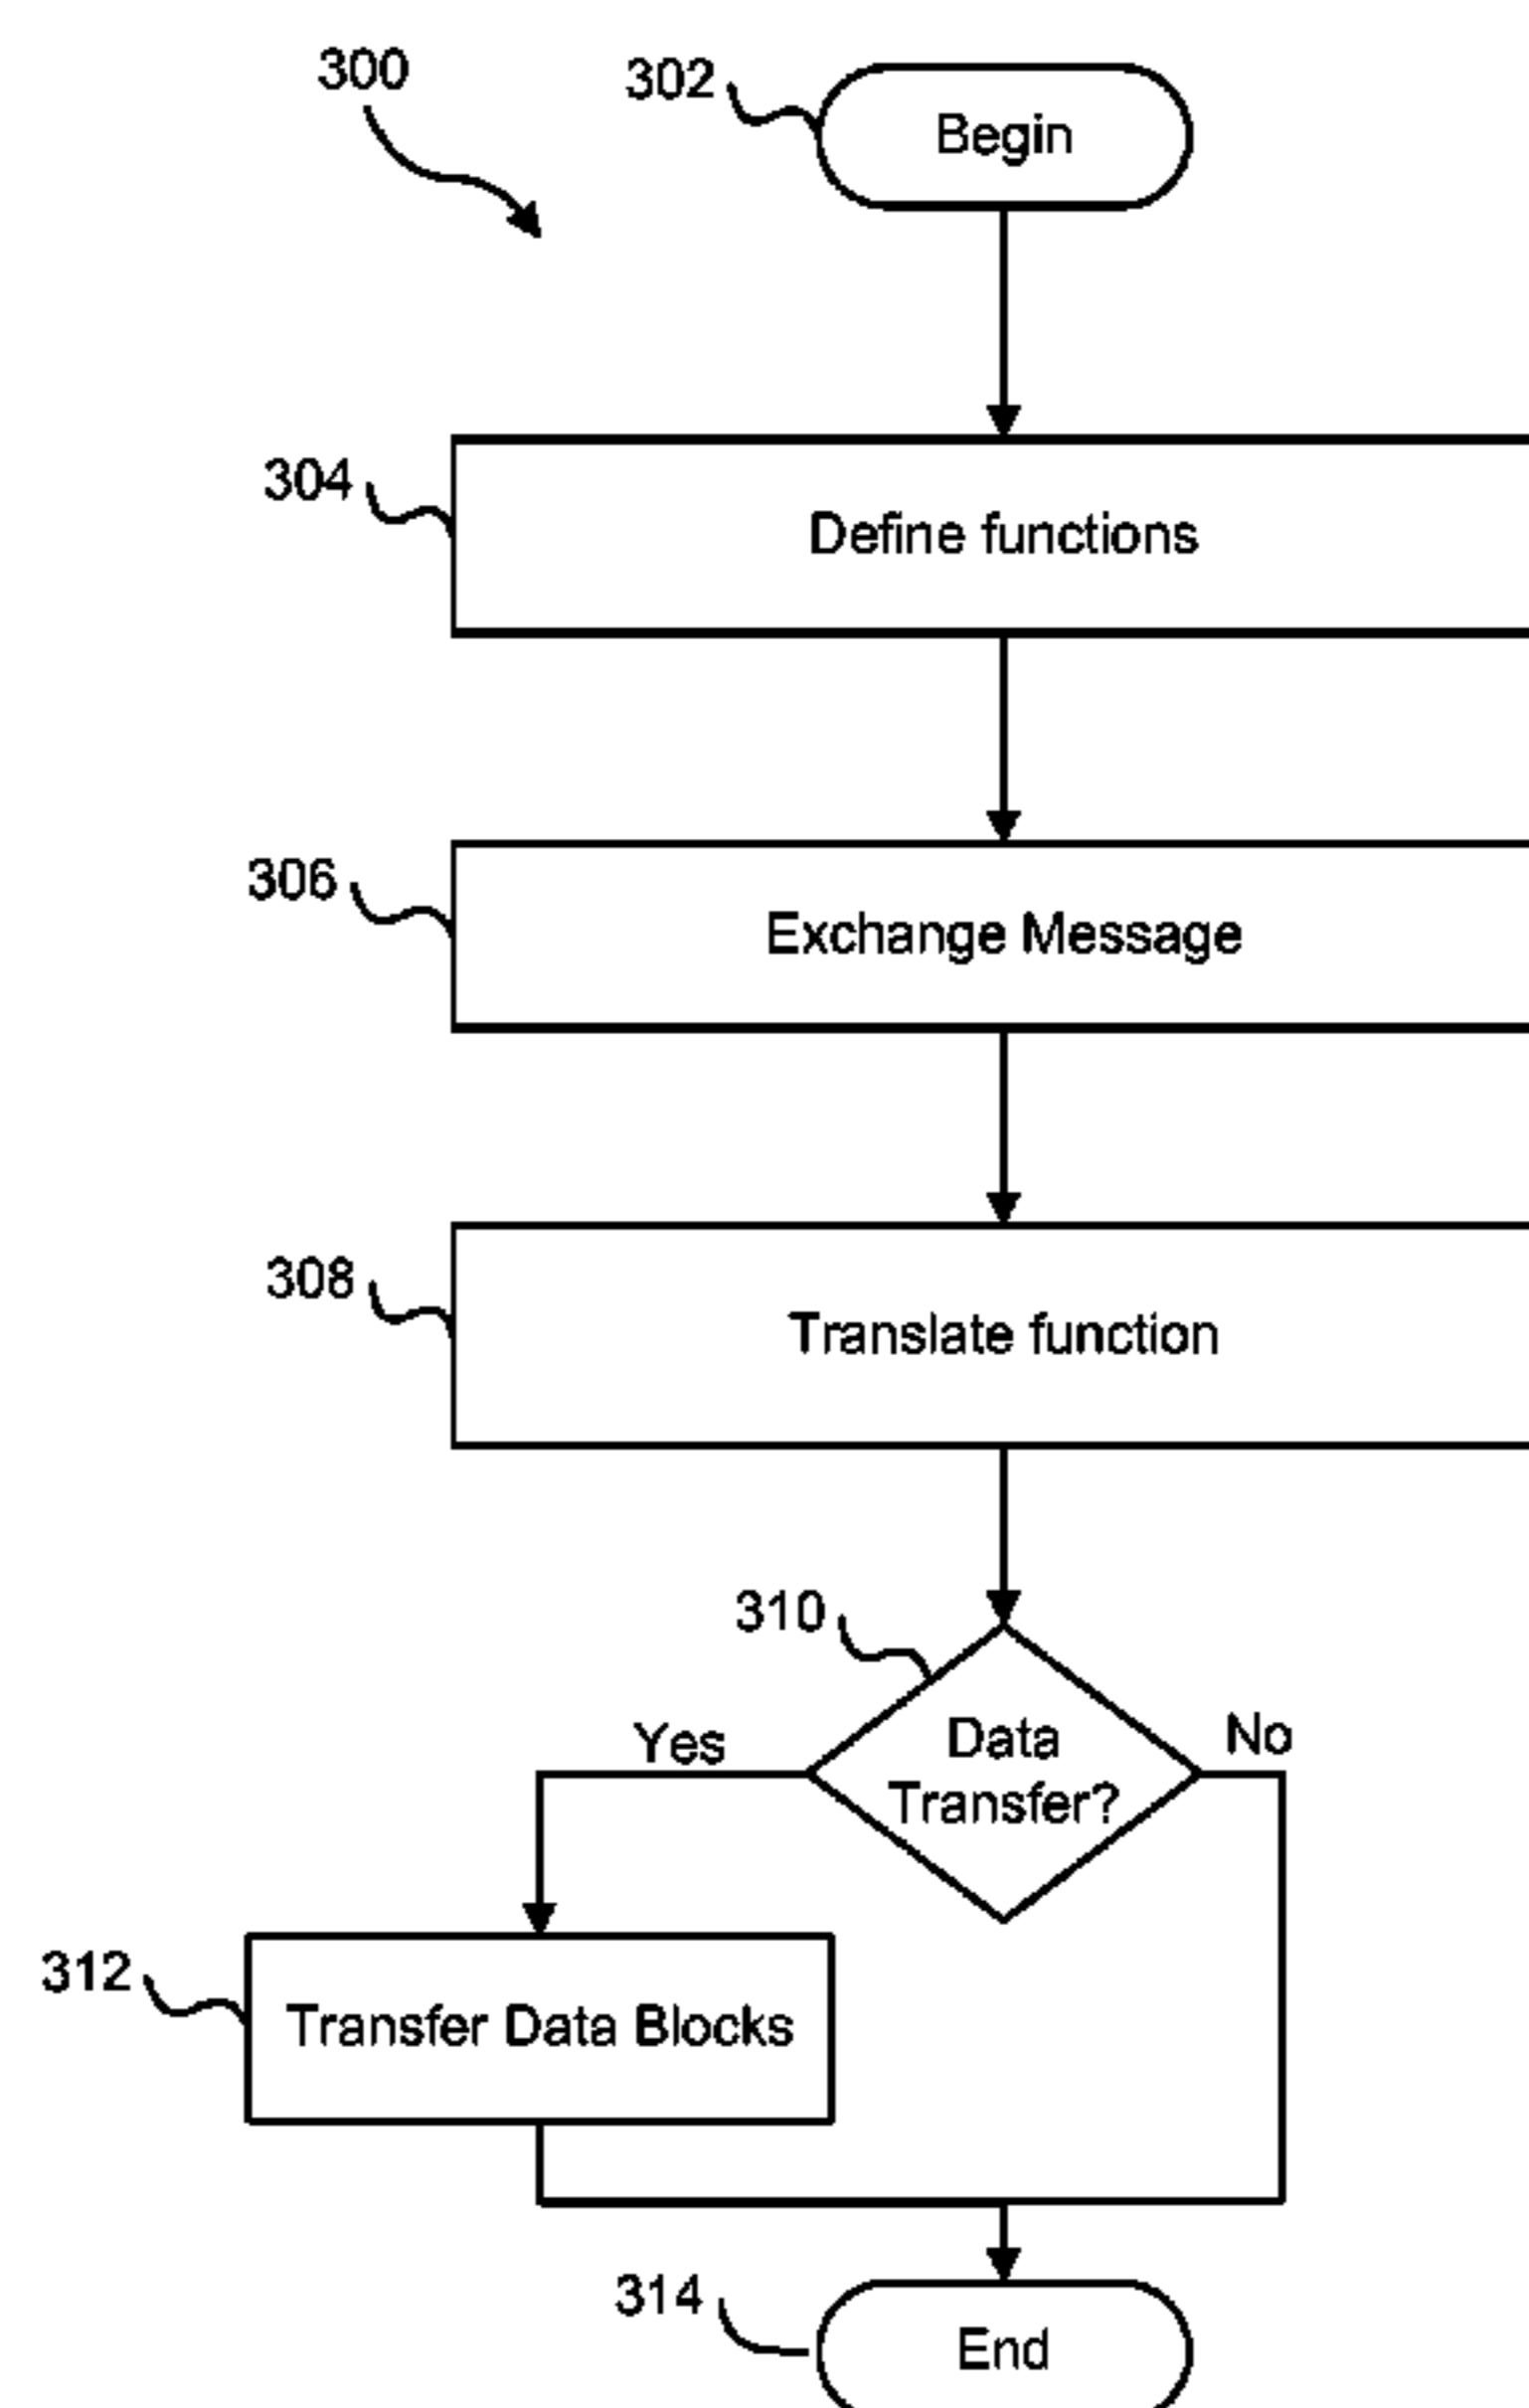 300
302
Begin
304
Define functions
306
Exchange Message
308
Translate function
310
Data
Transfer?
Yes
No
312
Transfer Data Blocks
314
End